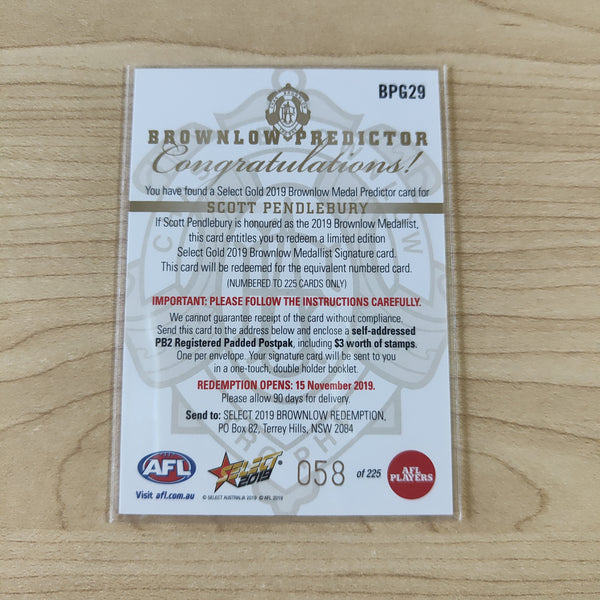 BPG29
BROWNLOW PREDICTOR
Congratulations!
You have found a Select Gold 2019 Brownlow Medal Predictor card for
SCOTT PENDLEBURY
If Scott Pendlebury is honoured as the 2019 Brownlow Medallist,
this card entitles you to redeem a limited edition
Select Gold 2019 Brownlow Medallist Signature card.
This card will be redeemed for the equivalent numbered card.
(NUMBERED TO 225 CARDS ONLY)
IMPORTANT: PLEASE FOLLOW THE INSTRUCTIONS CAREFULLY.
We cannot guarantee receipt of the card without compliance.
Send this card to the address below and enclose a self-addressed
PB2 Registered Padded Postpak, including $3 worth of stamps.
One per envelope. Your signature card will be sent to you
in a one-touch, double holder booklet.
REDEMPTION OPENS: 15 November 2019.
Please allow 90 days for delivery.
Send to: SELECT 2019 BROWNLOW REDEMPTION,
PO Box 82, Terrey Hills, NSW 2084
AFL
SELECT
2019
058 of 225
AFL
PLAYERS
Visit afl.com.au
© SELECT AUSTRALIA 2019 © AFL 2019